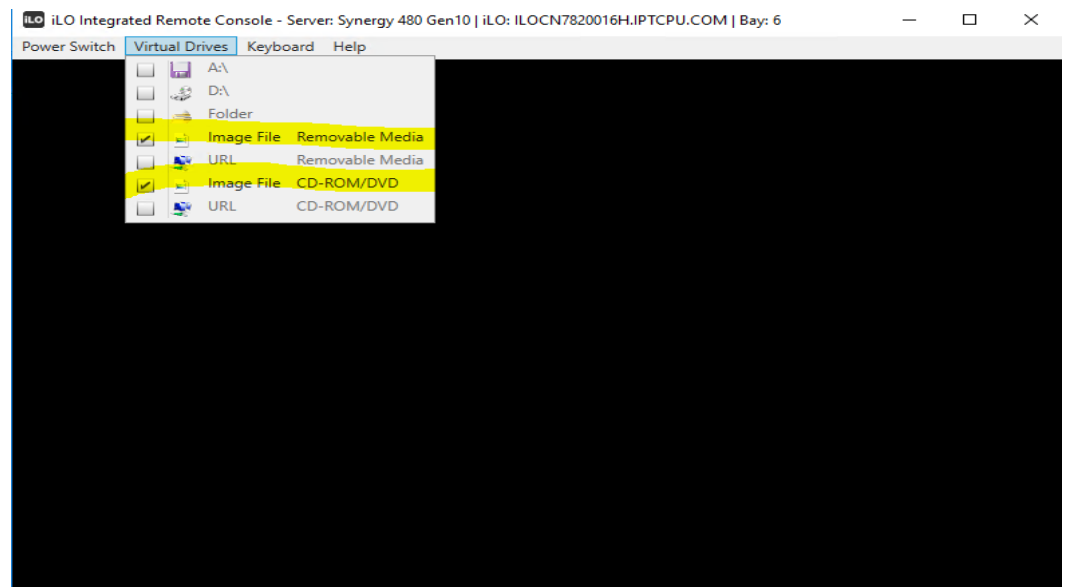 iLO iLO Integrated Remote Console - Server: Synergy 480 Gen10 | iLO: ILOCN7820016H.IPTCPU.COM | Bay: 6
Power Switch Virtual Drives Keyboard Help
A:\
D:\
Folder
Image File Removable Media
URL Removable Media
Image File CD-ROM/DVD
URL CD-ROM/DVD